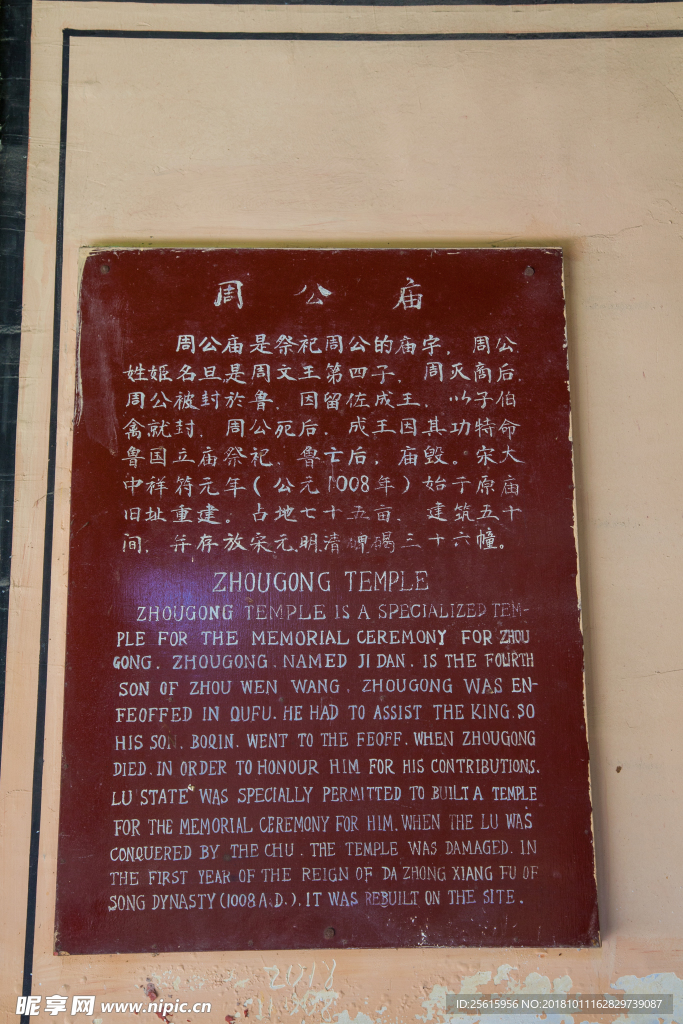 周公庙
周公庙是祭祀周公的庙宇，周公
姓姬名旦是周文王第四子，周灭商后，
周公被封於鲁，因留佐成王，以子伯
禽就封，周公死后，成王因其功特命
鲁国立庙祭祀，鲁亡后，庙毁。宋大
中祥符元年(公元1008年)始于原庙
旧址重建。占地七十五亩，建筑五十
间，并存放宋元明清碑碣三十六幢。
ZHOUGONG TEMPLE
ZHOUGONG TEMPLE IS A SPECIALIZED TEM-
PLE FOR THE MEMORIAL CEREMONY FOR ZHOU
GONG. ZHOUGONG. NAMED JI DAN. IS THE FOURTH
SON OF ZHOU WEN WANG. ZHOUGONG WAS EN-
FEOFFED IN QUFU. HE HAD TO ASSIST THE KING. SO
HIS SON. BOQIN. WENT TO THE FEOFF. WHEN ZHOUGONG
DIED. IN ORDER TO HONOUR HIM FOR HIS CONTRIBUTIONS.
LU STATE WAS SPECIALLY PERMITTED TO BUILT A TEMPLE
FOR THE MEMORIAL CEREMONY FOR HIM. WHEN THE LU WAS
CONQUERED BY THE CHU. THE TEMPLE WAS DAMAGED. IN
THE FIRST YEAR OF THE REIGN OF DA ZHONG XIANG FU OF
SONG DYNASTY (1008 A.D.). IT WAS REBUILT ON THE SITE.
昵享网 www.nipic.cn
ID:25615956 NO:20181011162829739087